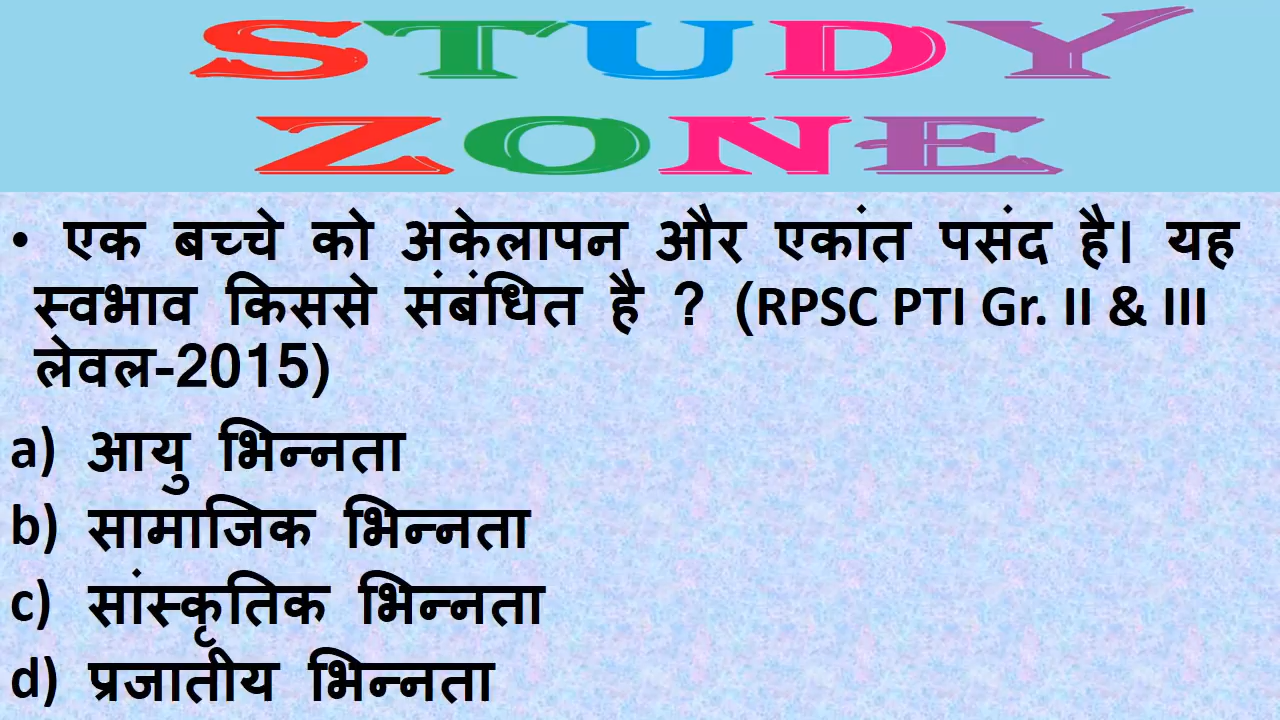 STUDY
ZONE
• एक बच्चे को अकेलापन और एकांत पसंद है। यह
स्वभाव किससे संबंधित है ? (RPSC PTI Gr. II & III
लेवल-2015)
a) आयु भिन्नता
b) सामाजिक भिन्नता
c) सांस्कृतिक भिन्नता
d) प्रजातीय भिन्नता